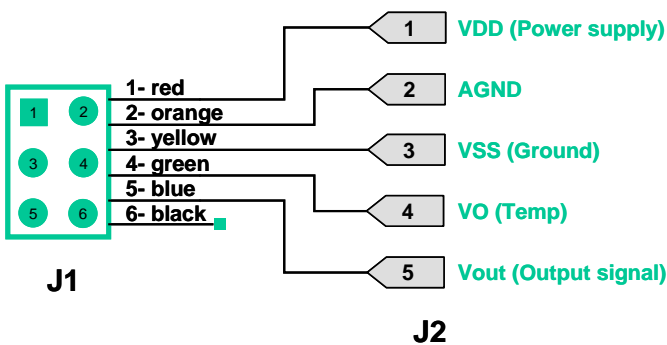 1 VDD (Power supply)
1- red
1 2
2- orange
2 AGND
3- yellow
3 VSS (Ground)
3 4
4- green
4 VO (Temp)
5- blue
5 6
6- black
5 Vout (Output signal)
J1
J2